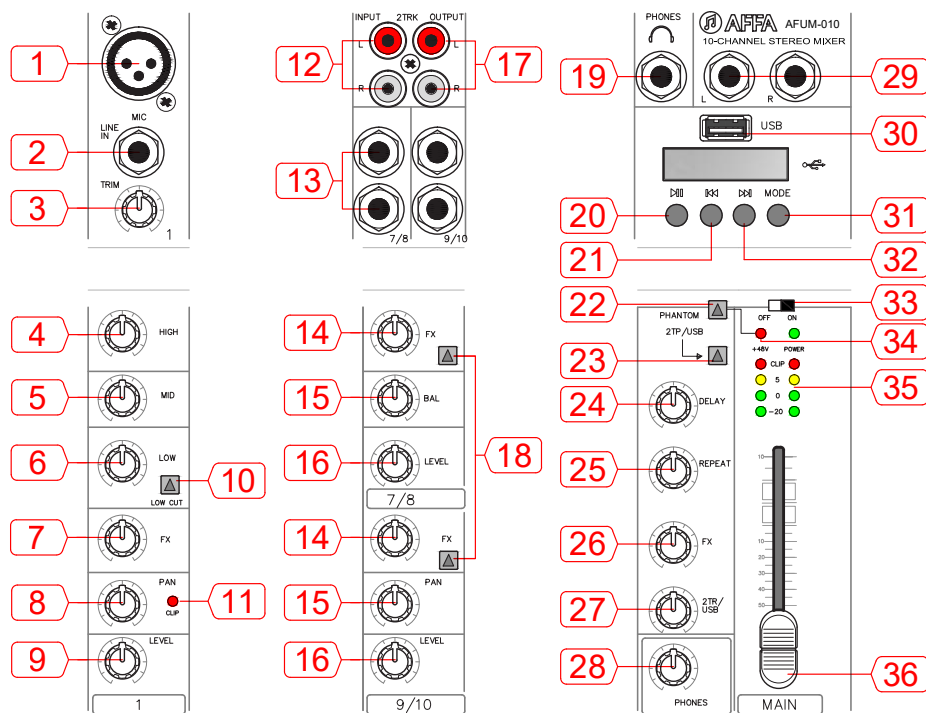 1
MIC
LINE IN
2
TRIM
3
1
4
HIGH
5
MID
6
LOW
LOW CUT
10
7
FX
8
PAN
CLIP
11
9
LEVEL
1
INPUT 2TRK OUTPUT
L L
12
17
R R
13
7/8 9/10
14
FX
15
BAL
16
LEVEL
18
7/8
14
FX
15
PAN
16
LEVEL
9/10
PHONES
AFFA AFUM-010
10-CHANNEL STEREO MIXER
19
L R
29
USB
30
MODE
20
31
21
32
22
33
PHANTOM
OFF ON
34
2TP/USB
+48V POWER
23
CLIP
5
35
0
-20
24
DELAY
25
REPEAT
10
26
FX
20
30
40
50
27
2TR/USB
28
PHONES
36
MAIN